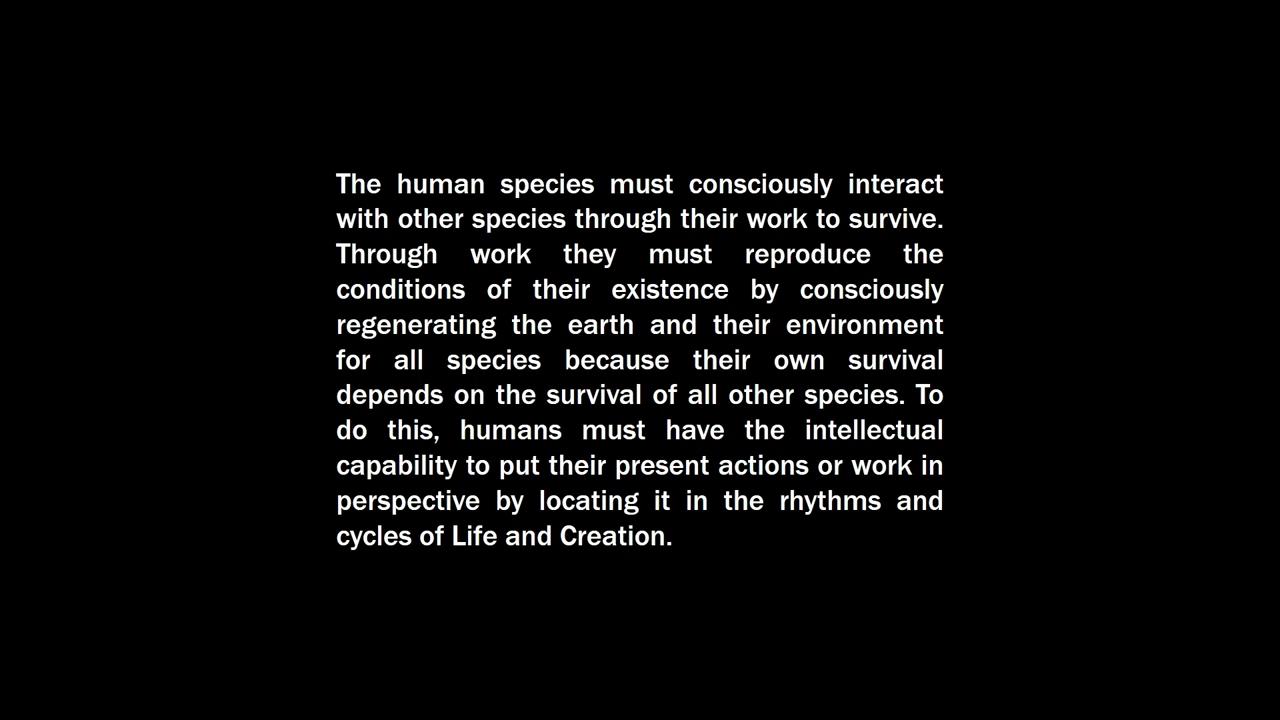 The human species must consciously interact
with other species through their work to survive.
Through work they must reproduce the
conditions of their existence by consciously
regenerating the earth and their environment
for all species because their own survival
depends on the survival of all other species. To
do this, humans must have the intellectual
capability to put their present actions or work in
perspective by locating it in the rhythms and
cycles of Life and Creation.